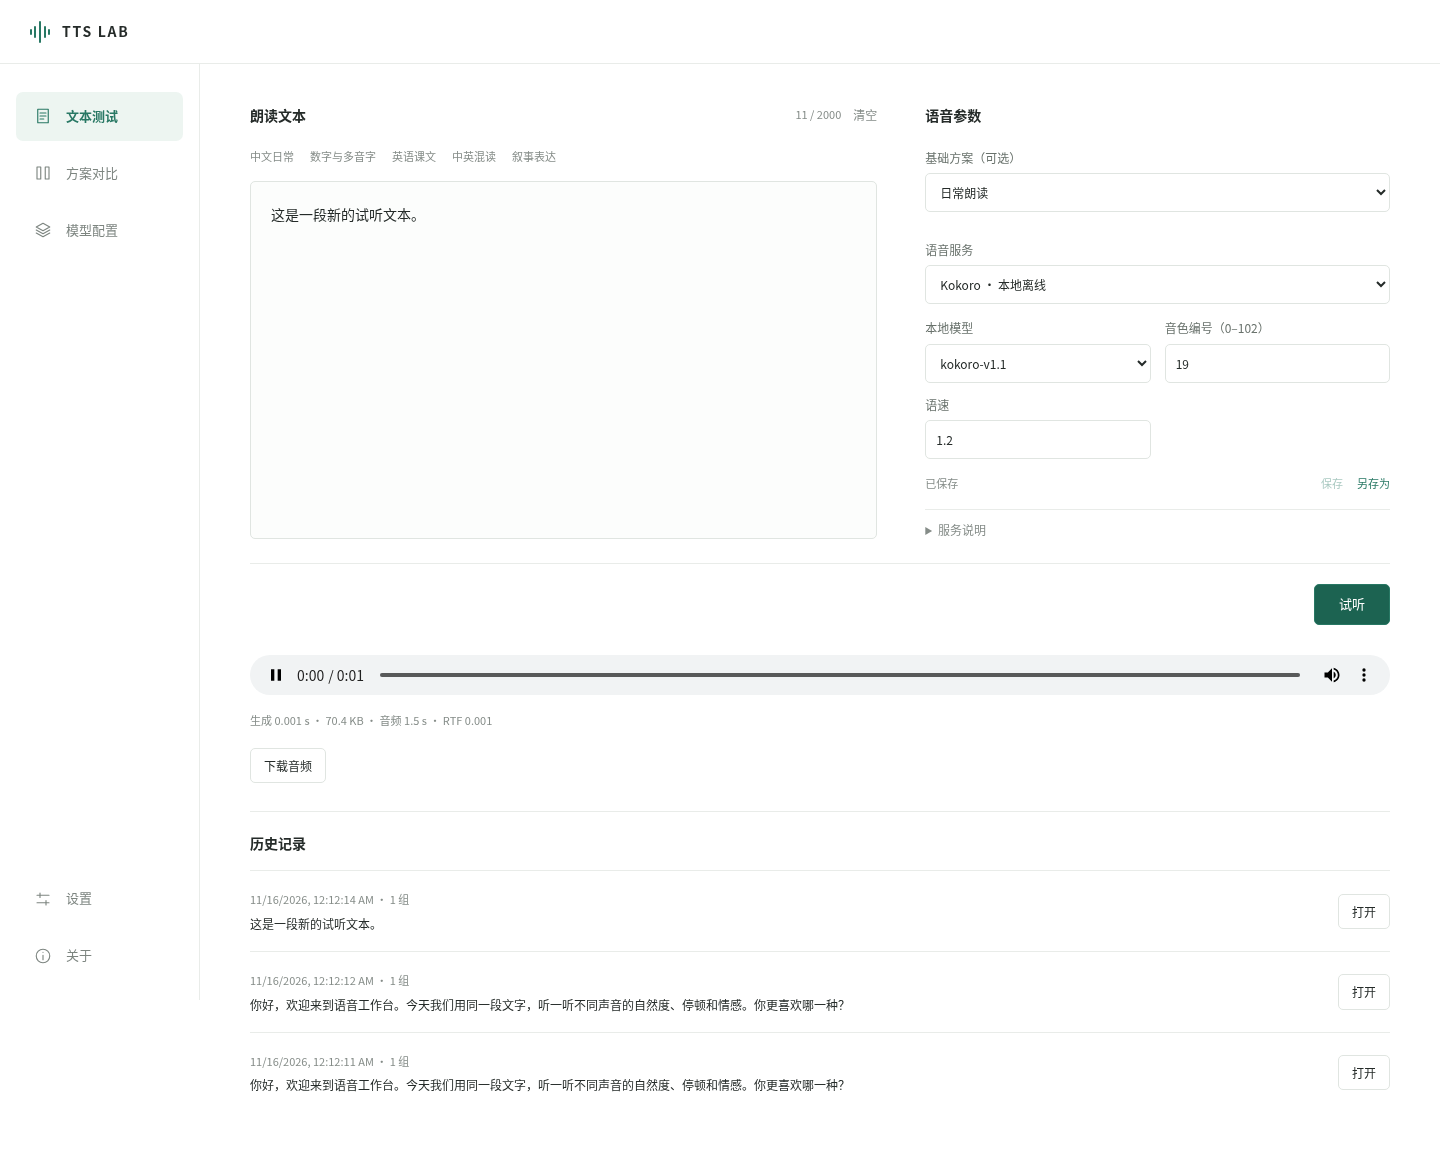 TTS LAB
文本测试
方案对比
模型配置
设置
关于
朗读文本
11 / 2000 清空
中文日常 数字与多音字 英语课文 中英混读 叙事表达
这是一段新的试听文本。
语音参数
基础方案（可选）
日常朗读
语音服务
Kokoro · 本地离线
本地模型 音色编号（0–102）
kokoro-v1.1 19
语速
1.2
已保存 保存 另存为
服务说明
试听
0:00 / 0:01
生成 0.001 s · 70.4 KB · 音频 1.5 s · RTF 0.001
下载音频
历史记录
11/16/2026, 12:12:14 AM · 1 组
这是一段新的试听文本。
打开
11/16/2026, 12:12:12 AM · 1 组
你好，欢迎来到语音工作台。今天我们用同一段文字，听一听不同声音的自然度、停顿和情感。你更喜欢哪一种？
打开
11/16/2026, 12:12:11 AM · 1 组
你好，欢迎来到语音工作台。今天我们用同一段文字，听一听不同声音的自然度、停顿和情感。你更喜欢哪一种？
打开